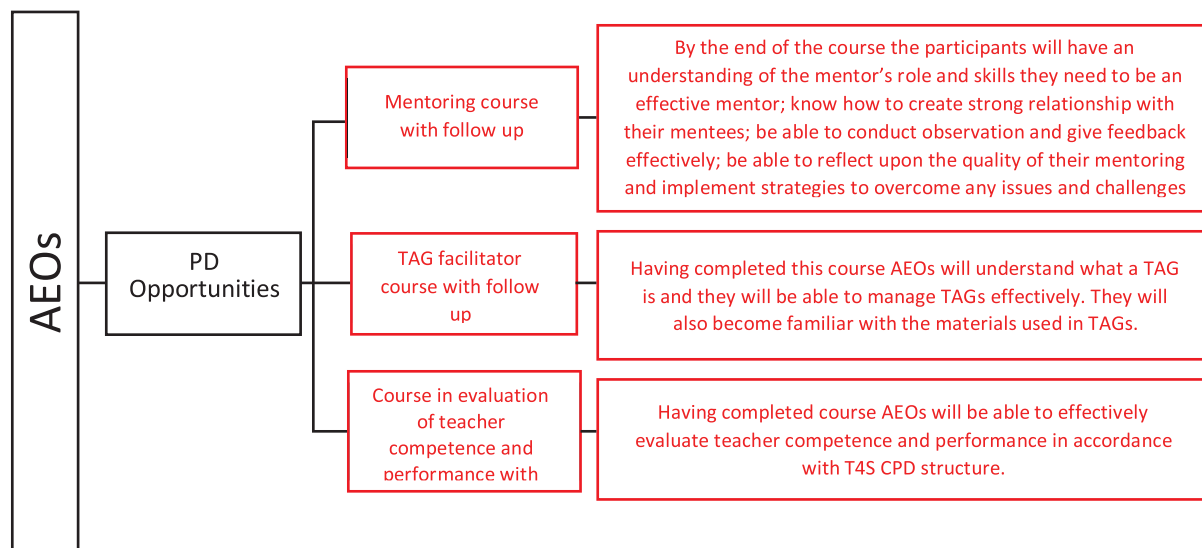 AEOs
PD
Opportunities
Mentoring course
with follow up
By the end of the course the participants will have an
understanding of the mentor’s role and skills they need to be an
effective mentor; know how to create strong relationship with
their mentees; be able to conduct observation and give feedback
effectively; be able to reflect upon the quality of their mentoring
and implement strategies to overcome any issues and challenges
TAG facilitator
course with follow
up
Having completed this course AEOs will understand what a TAG
is and they will be able to manage TAGs effectively. They will
also become familiar with the materials used in TAGs.
Course in evaluation
of teacher
competence and
performance with
Having completed course AEOs will be able to effectively
evaluate teacher competence and performance in accordance
with T4S CPD structure.